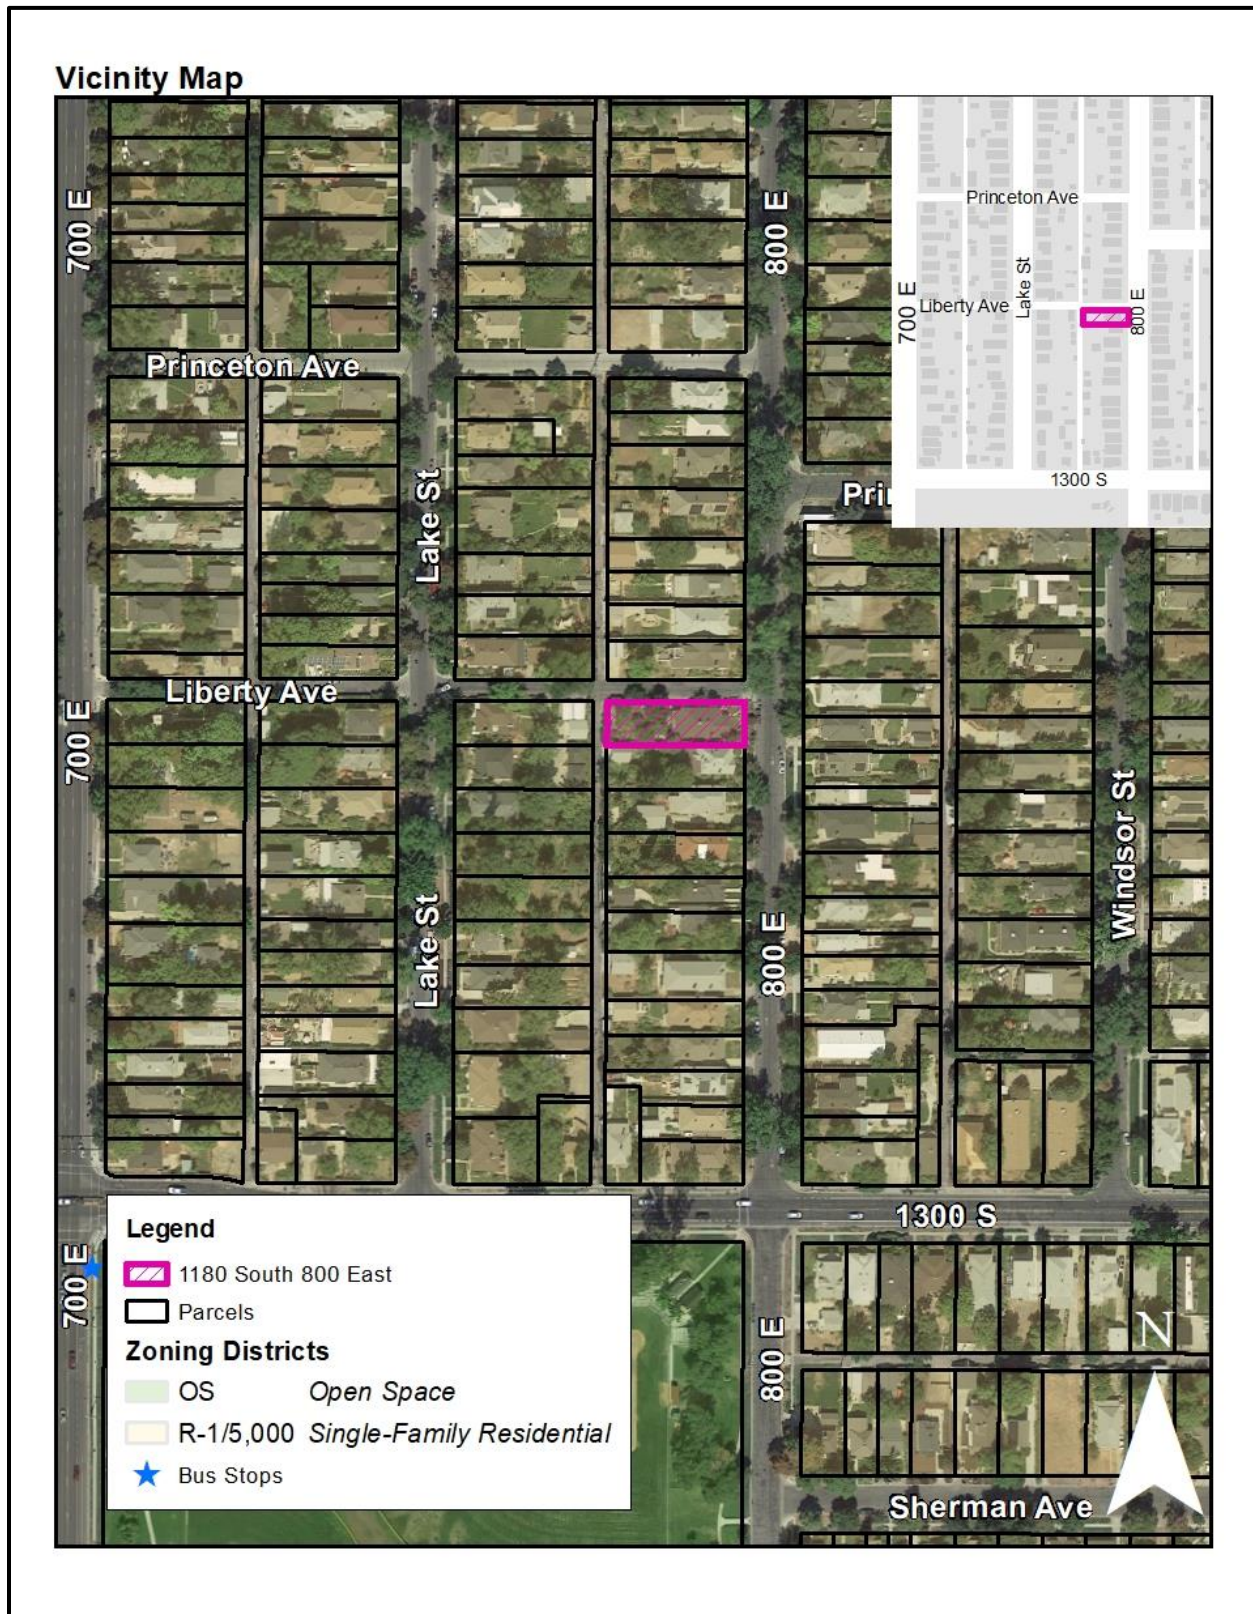 Vicinity Map
700 E
800 E
Princeton Ave
Lake St
Liberty Ave
700 E
800 E
1300 S
Princeton Ave
Lake St
Pri
Liberty Ave
700 E
Windsor St
Lake St
800 E
1300 S
700 E
800 E
Legend
1180 South 800 East
Parcels
Zoning Districts
OS Open Space
R-1/5,000 Single-Family Residential
Bus Stops
N
Sherman Ave